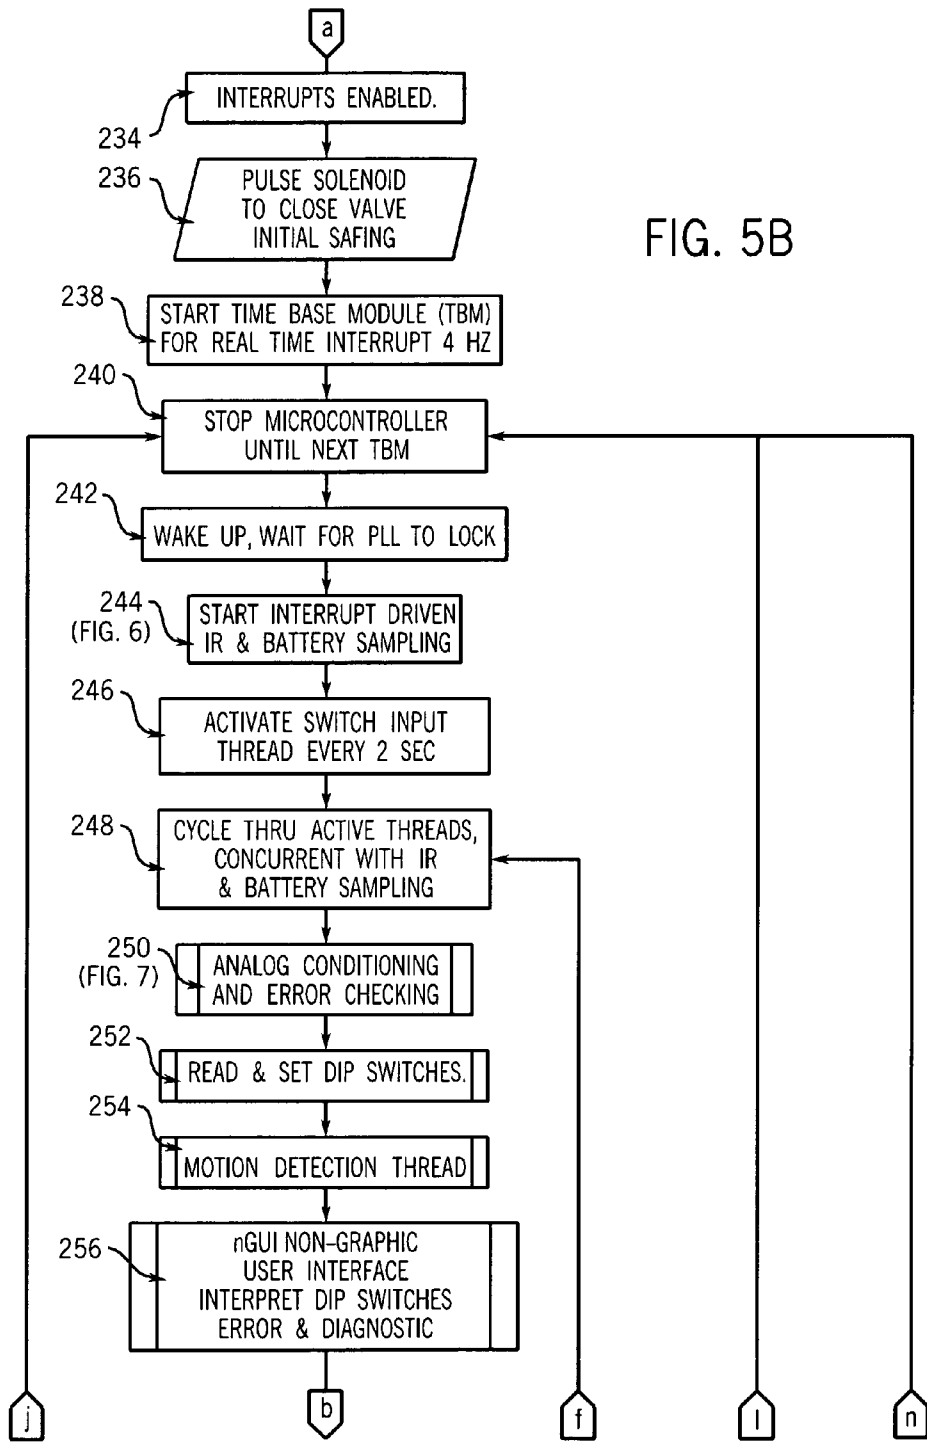 a
INTERRUPTS ENABLED.
234
236
PULSE SOLENOID
TO CLOSE VALVE
INITIAL SAFING
FIG. 5B
238
START TIME BASE MODULE (TBM)
FOR REAL TIME INTERRUPT 4 HZ
240
STOP MICROCONTROLLER
UNTIL NEXT TBM
242
WAKE UP, WAIT FOR PLL TO LOCK
244
(FIG. 6)
START INTERRUPT DRIVEN
IR & BATTERY SAMPLING
246
ACTIVATE SWITCH INPUT
THREAD EVERY 2 SEC
248
CYCLE THRU ACTIVE THREADS,
CONCURRENT WITH IR
& BATTERY SAMPLING
250
(FIG. 7)
ANALOG CONDITIONING
AND ERROR CHECKING
252
READ & SET DIP SWITCHES.
254
MOTION DETECTION THREAD
256
nGUI NON-GRAPHIC
USER INTERFACE
INTERPRET DIP SWITCHES
ERROR & DIAGNOSTIC
j
b
f
l
n